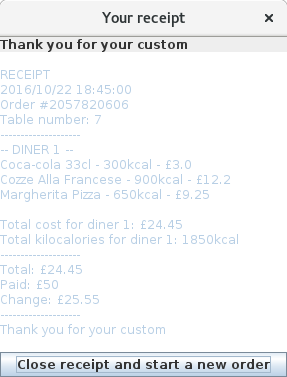 Your receipt ×
Thank you for your custom
RECEIPT
2016/10/22 18:45:00
Order #2057820606
Table number: 7
--------------------
-- DINER 1 --
Coca-cola 33cl - 300kcal - £3.0
Cozze Alla Francese - 900kcal - £12.2
Margherita Pizza - 650kcal - £9.25
Total cost for diner 1: £24.45
Total kilocalories for diner 1: 1850kcal
--------------------
Total: £24.45
Paid: £50
Change: £25.55
--------------------
Thank you for your custom
Close receipt and start a new order